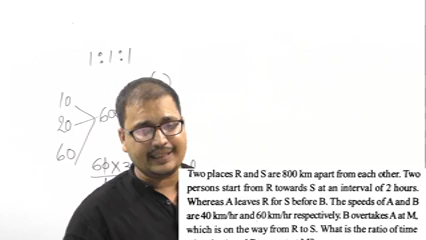 1:1:1
10
20
60
60
Two places R and S are 800 km apart from each other. Two
persons start from R towards S at an interval of 2 hours.
Whereas A leaves R for S before B. The speeds of A and B
are 40 km/hr and 60 km/hr respectively. B overtakes A at M,
which is on the way from R to S. What is the ratio of time